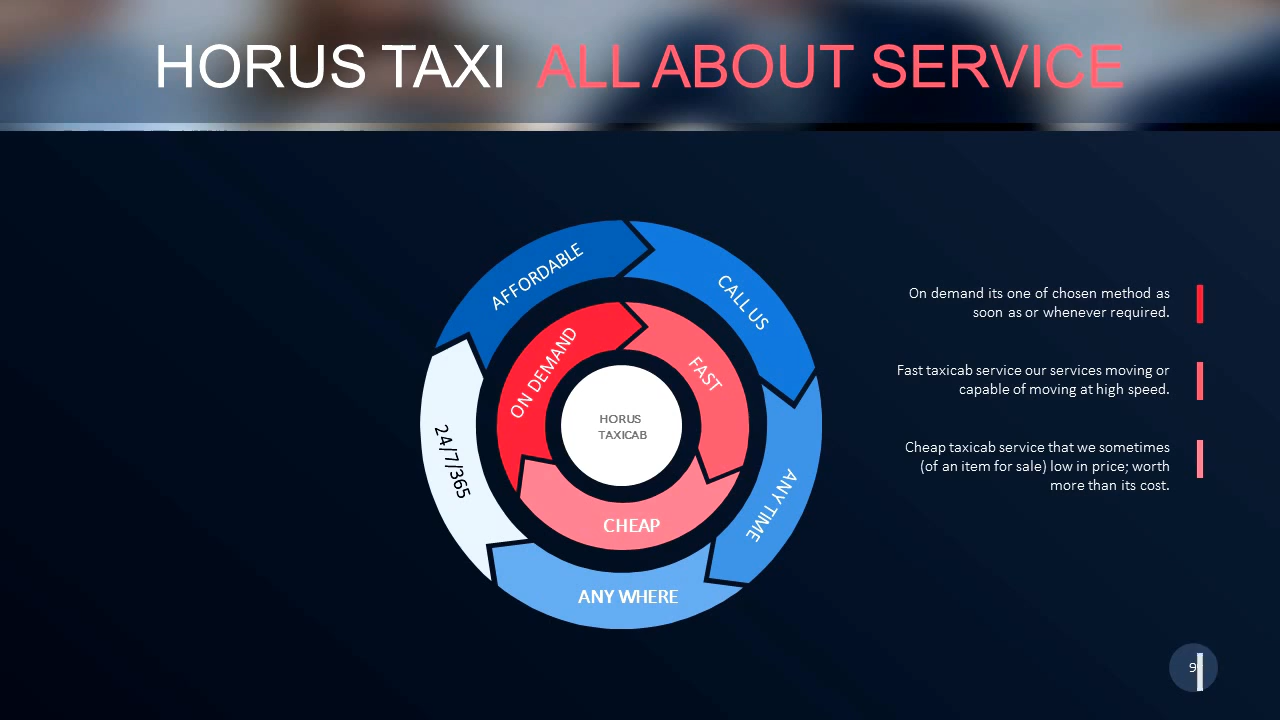 HORUS TAXI ALL ABOUT SERVICE
AFFORDABLE
CALL US
ON DEMAND
FAST
HORUS
TAXICAB
24/7/365
ANY TIME
CHEAP
ANY WHERE
On demand its one of chosen method as
soon as or whenever required.
Fast taxicab service our services moving or
capable of moving at high speed.
Cheap taxicab service that we sometimes
(of an item for sale) low in price; worth
more than its cost.
9